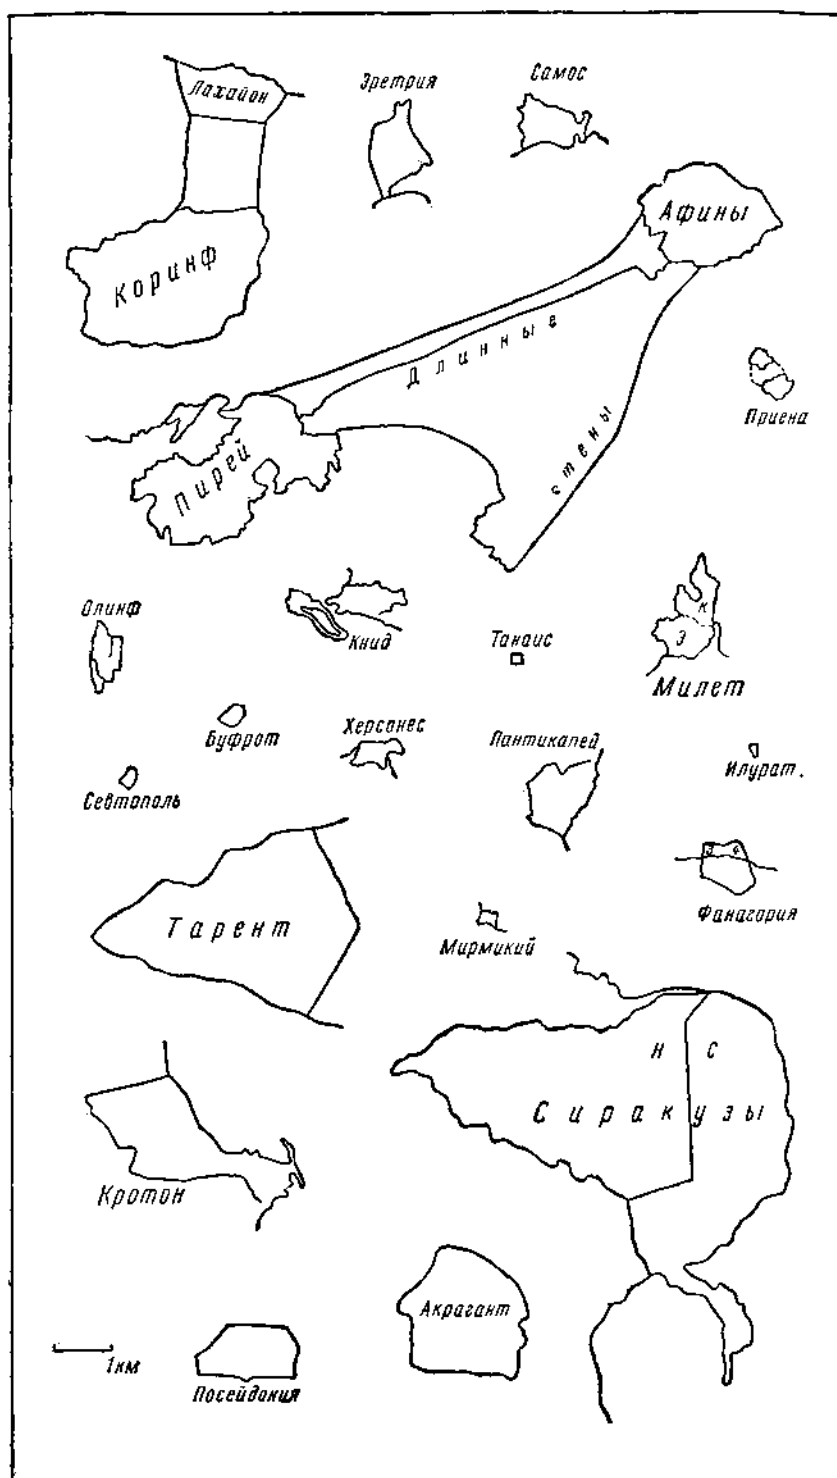 Лахайон
Эретрия
Самос
Афины
Коринф
Длинные
стены
Приена
Пирей
Олинф
Книд
Танаис
К
Э
Милет
Буфрот
Херсонес
Пантикапей
Илурат.
Севтополь
Фанагория
Тарент
Мирмикий
Н С
Сиракузы
Кротон
Акрагант
1км
Посейдония